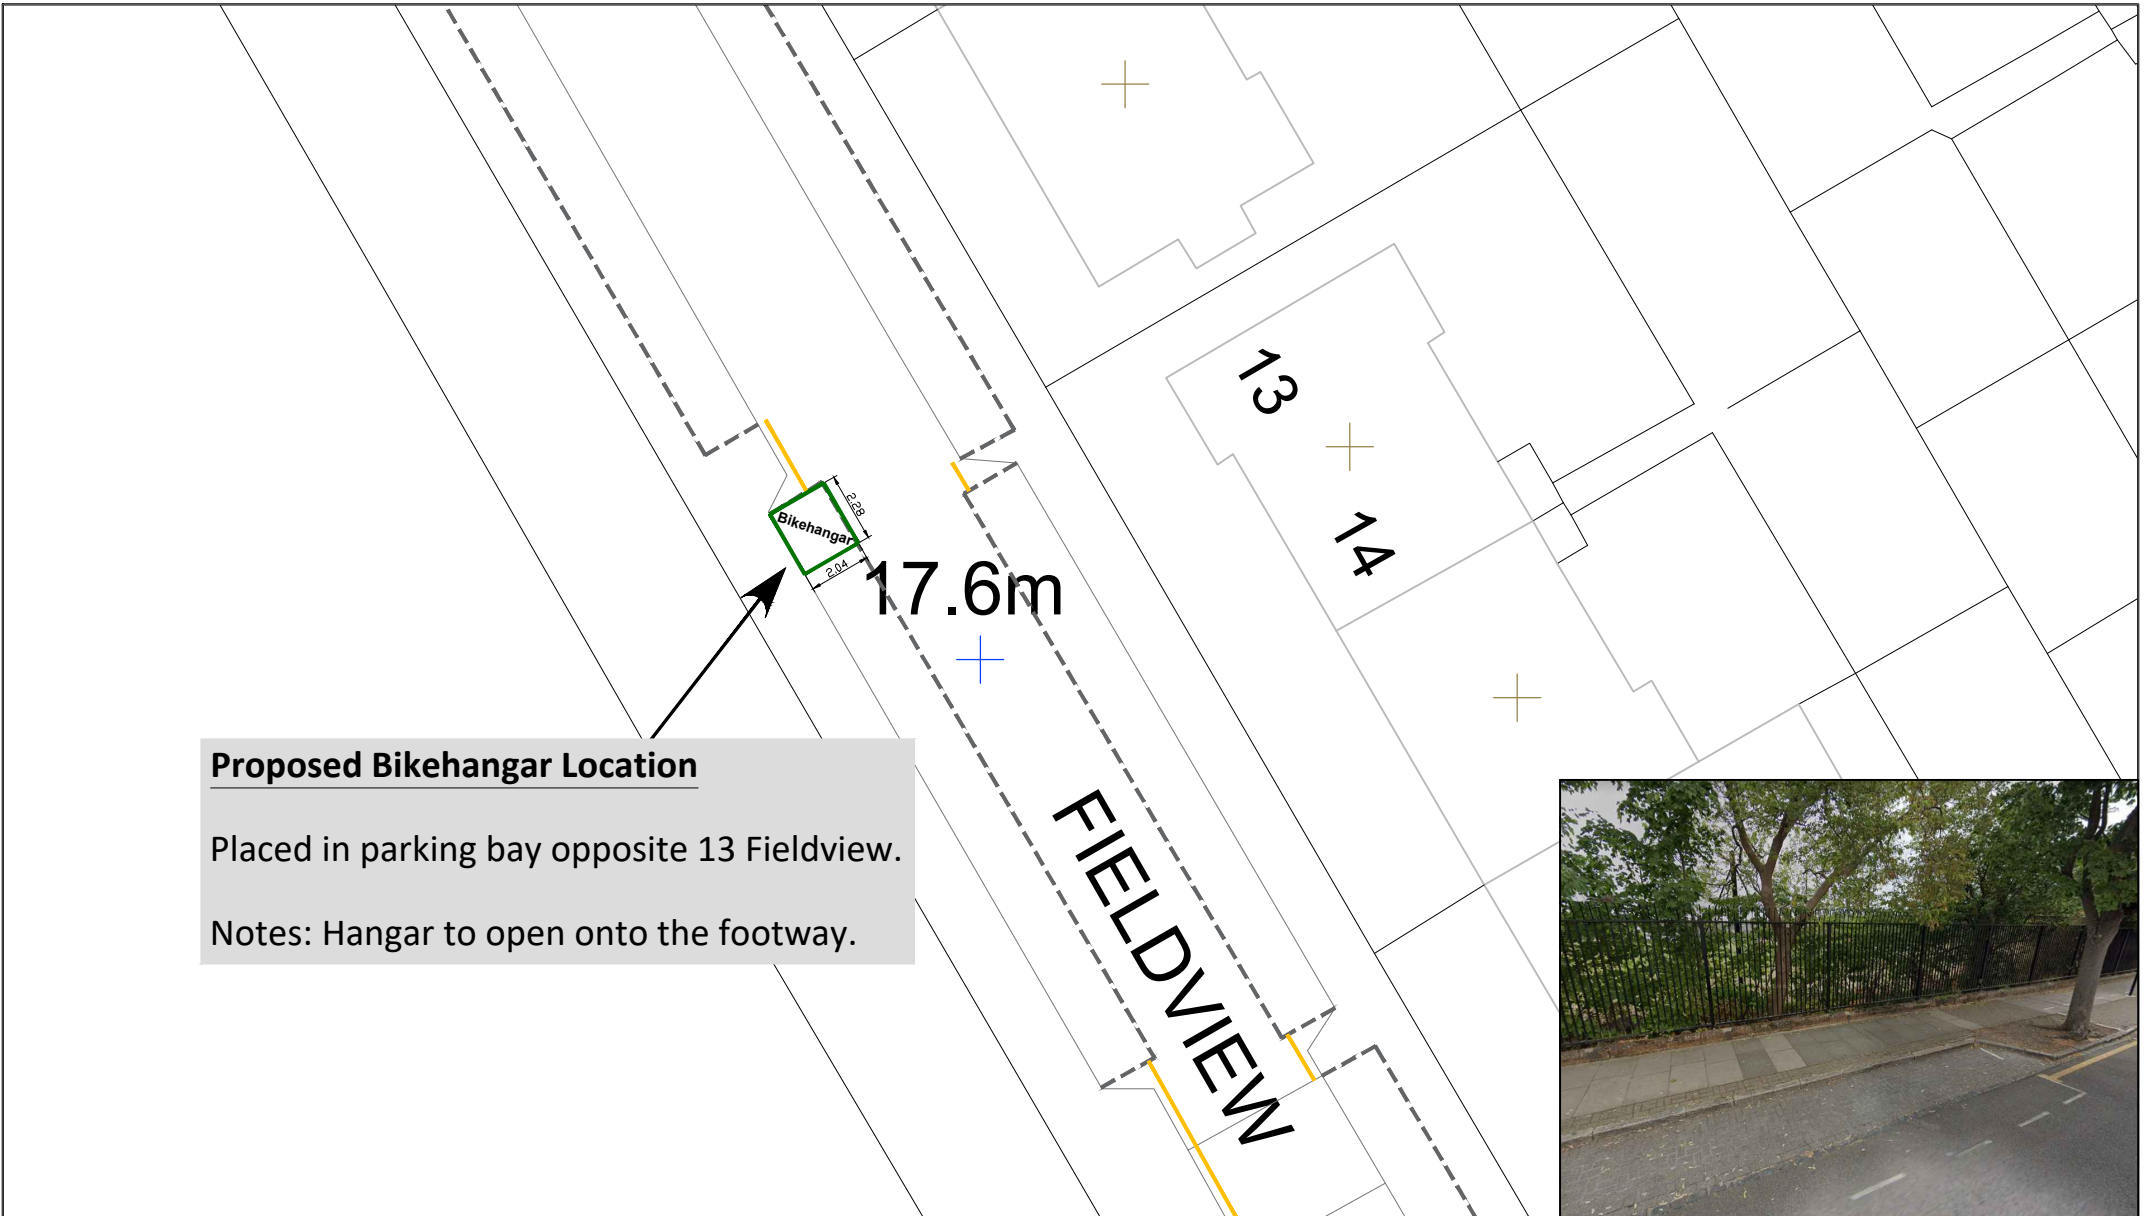 13
14
Bikehangar
2.28
2.04
17.6m
Proposed Bikehangar Location
Placed in parking bay opposite 13 Fieldview.
Notes: Hangar to open onto the footway.
FIELDVIEW